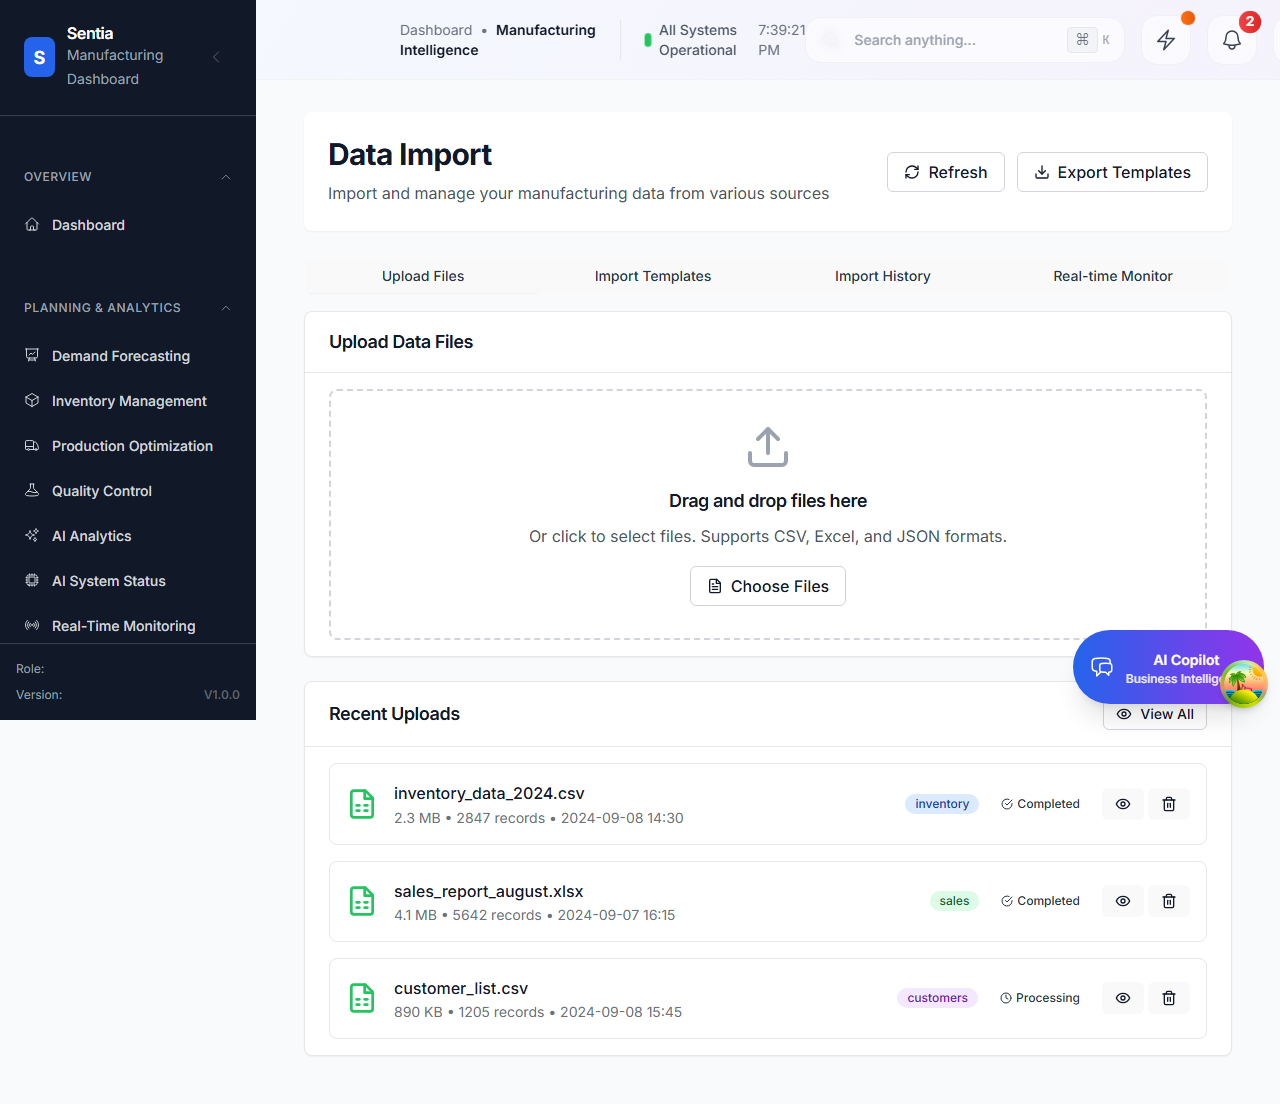 S
Sentia
Manufacturing
Dashboard
OVERVIEW
Dashboard
PLANNING & ANALYTICS
Demand Forecasting
Inventory Management
Production Optimization
Quality Control
AI Analytics
AI System Status
Real-Time Monitoring
Role:
Version:
V1.0.0
Dashboard • Manufacturing
Intelligence
All Systems
Operational
7:39:21
PM
Search anything...
⌘ K
2
Data Import
Import and manage your manufacturing data from various sources
Refresh
Export Templates
Upload Files
Import Templates
Import History
Real-time Monitor
Upload Data Files
Drag and drop files here
Or click to select files. Supports CSV, Excel, and JSON formats.
Choose Files
AI Copilot
Business
Recent Uploads
View All
inventory_data_2024.csv
2.3 MB • 2847 records • 2024-09-08 14:30
inventory
Completed
sales_report_august.xlsx
4.1 MB • 5642 records • 2024-09-07 16:15
sales
Completed
customer_list.csv
890 KB • 1205 records • 2024-09-08 15:45
customers
Processing